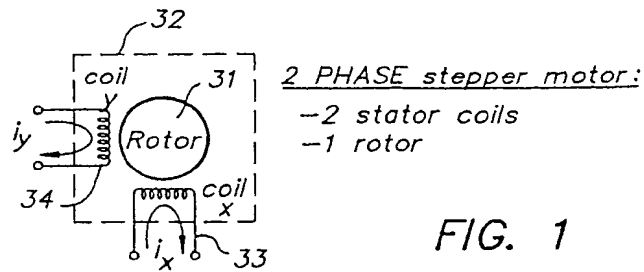 32
coil
y
31
2 PHASE stepper motor:
-2 stator coils
-1 rotor
Rotor
iy
34
coil
x
33
ix
FIG. 1